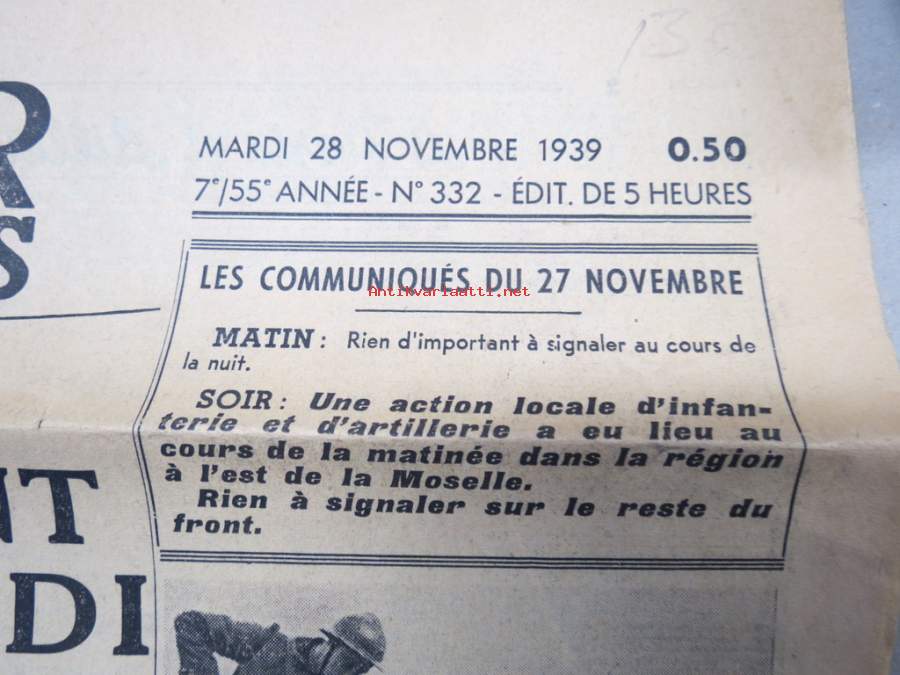 13
R
S
MARDI 28 NOVEMBRE 1939 0.50
7e/55e ANNÉE - N° 332 - ÉDIT. DE 5 HEURES
LES COMMUNIQUÉS DU 27 NOVEMBRE
Antikvariaatti.net
MATIN : Rien d'important à signaler au cours de
la nuit.
SOIR : Une action locale d'infan-
terie et d'artillerie a eu lieu au
cours de la matinée dans la région
à l'est de la Moselle.
Rien à signaler sur le reste du
front.
NT
DI